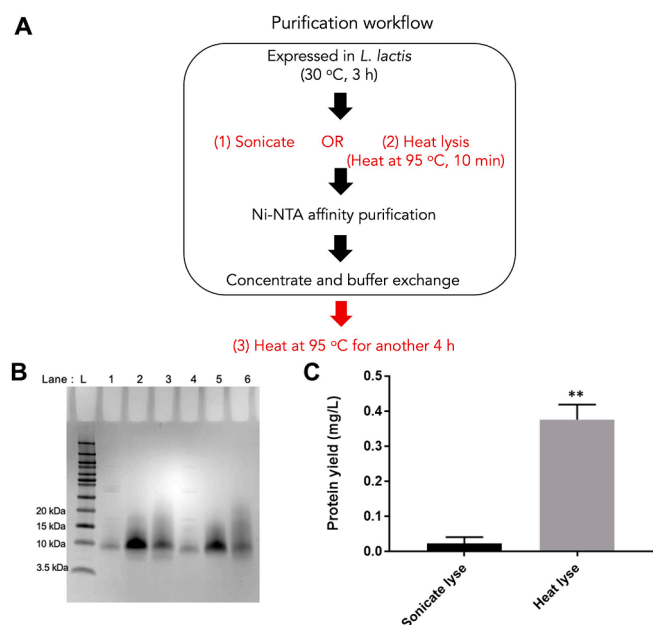 A
Purification workflow
Expressed in L. lactis
(30 ºC, 3 h)
(1) Sonicate OR (2) Heat lysis
(Heat at 95 ºC, 10 min)
Ni-NTA affinity purification
Concentrate and buffer exchange
(3) Heat at 95 ºC for another 4 h
B
Lane : L 1 2 3 4 5 6
20 kDa
15 kDa
10 kDa
3.5 kDa
C
Protein yield (mg/L)
0.5
0.4
0.3
0.2
0.1
0.0
**
Sonicate lyse
Heat lyse